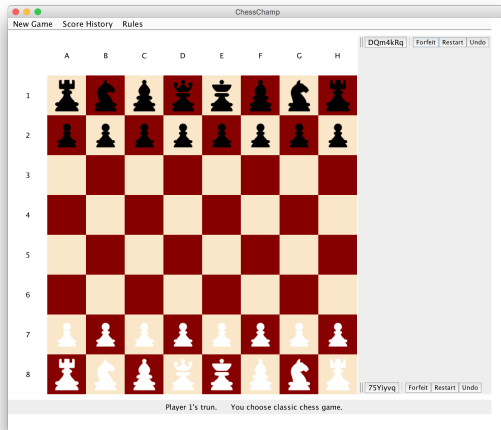 ChessChamp
New Game Score History Rules
A B C D E F G H
DQm4kRq Forfeit Restart Undo
1
2
3
4
5
6
7
8
75Yiyvq Forfeit Restart Undo
Player 1's trun. You choose classic chess game.